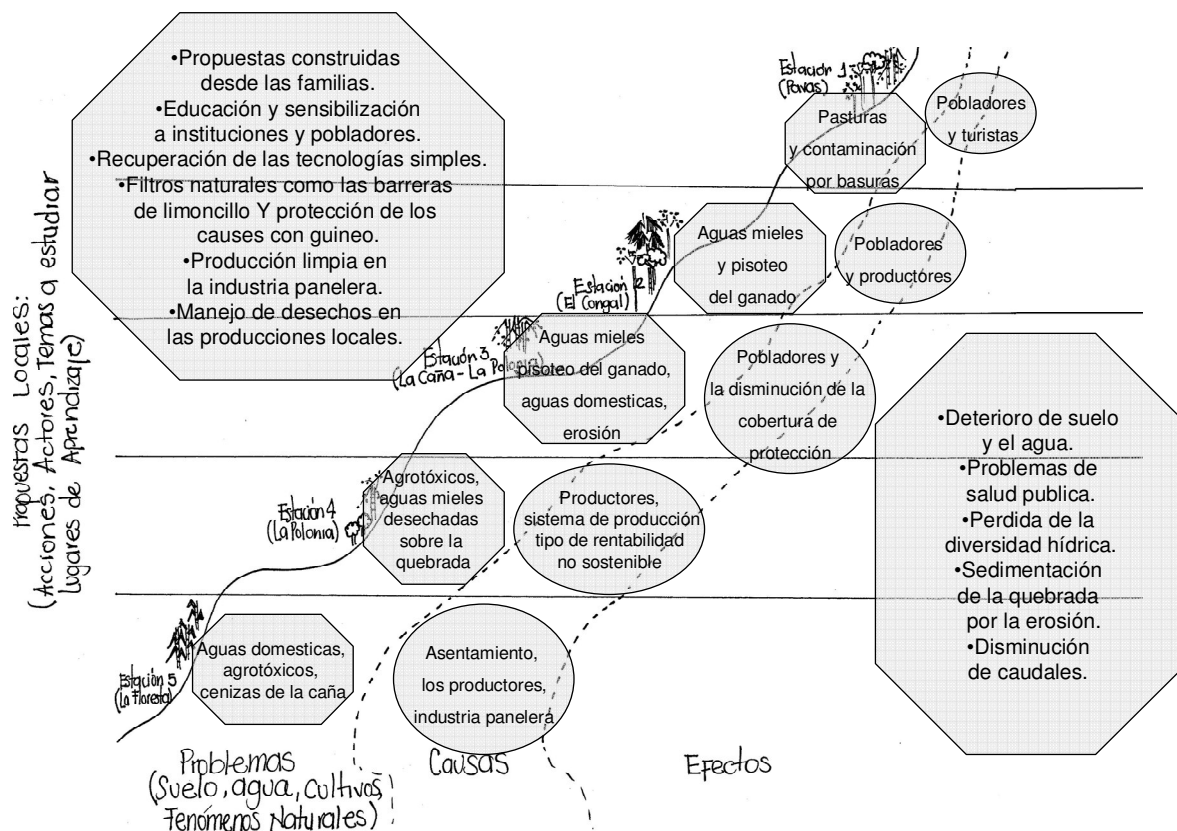 •Propuestas construidas
desde las familias.
•Educación y sensibilización
a instituciones y pobladores.
•Recuperación de las tecnologías simples.
•Filtros naturales como las barreras
de limoncillo Y protección de los
causes con guineo.
•Producción limpia en
la industria panelera.
•Manejo de desechos en
las producciones locales.
Propuestas Locales:
(Acciones, Actores, Temas a estudiar
Lugares de Aprendizaje)
Estación 1
(Pavas)
Pasturas
y contaminación
por basuras
Pobladores
y turistas
Estación 2
(El Congal)
Aguas mieles
y pisoteo
del ganado
Pobladores
y productores
Estación 3
(La Caña - La Polonia)
Aguas mieles
pisoteo del ganado,
aguas domesticas,
erosión
Pobladores y
la disminución de la
cobertura de
protección
Estación 4
(La Polonia)
Agrotóxicos,
aguas mieles
desechadas
sobre la
quebrada
Productores,
sistema de producción
tipo de rentabilidad
no sostenible
Estación 5
(La Floresta)
Aguas domesticas,
agrotóxicos,
cenizas de la caña
Asentamiento,
los productores,
industria panelera
•Deterioro de suelo
y el agua.
•Problemas de
salud publica.
•Perdida de la
diversidad hídrica.
•Sedimentación
de la quebrada
por la erosión.
•Disminución
de caudales.
Problemas
(Suelo, agua, cultivos,
Fenómenos Naturales)
Causas
Efectos